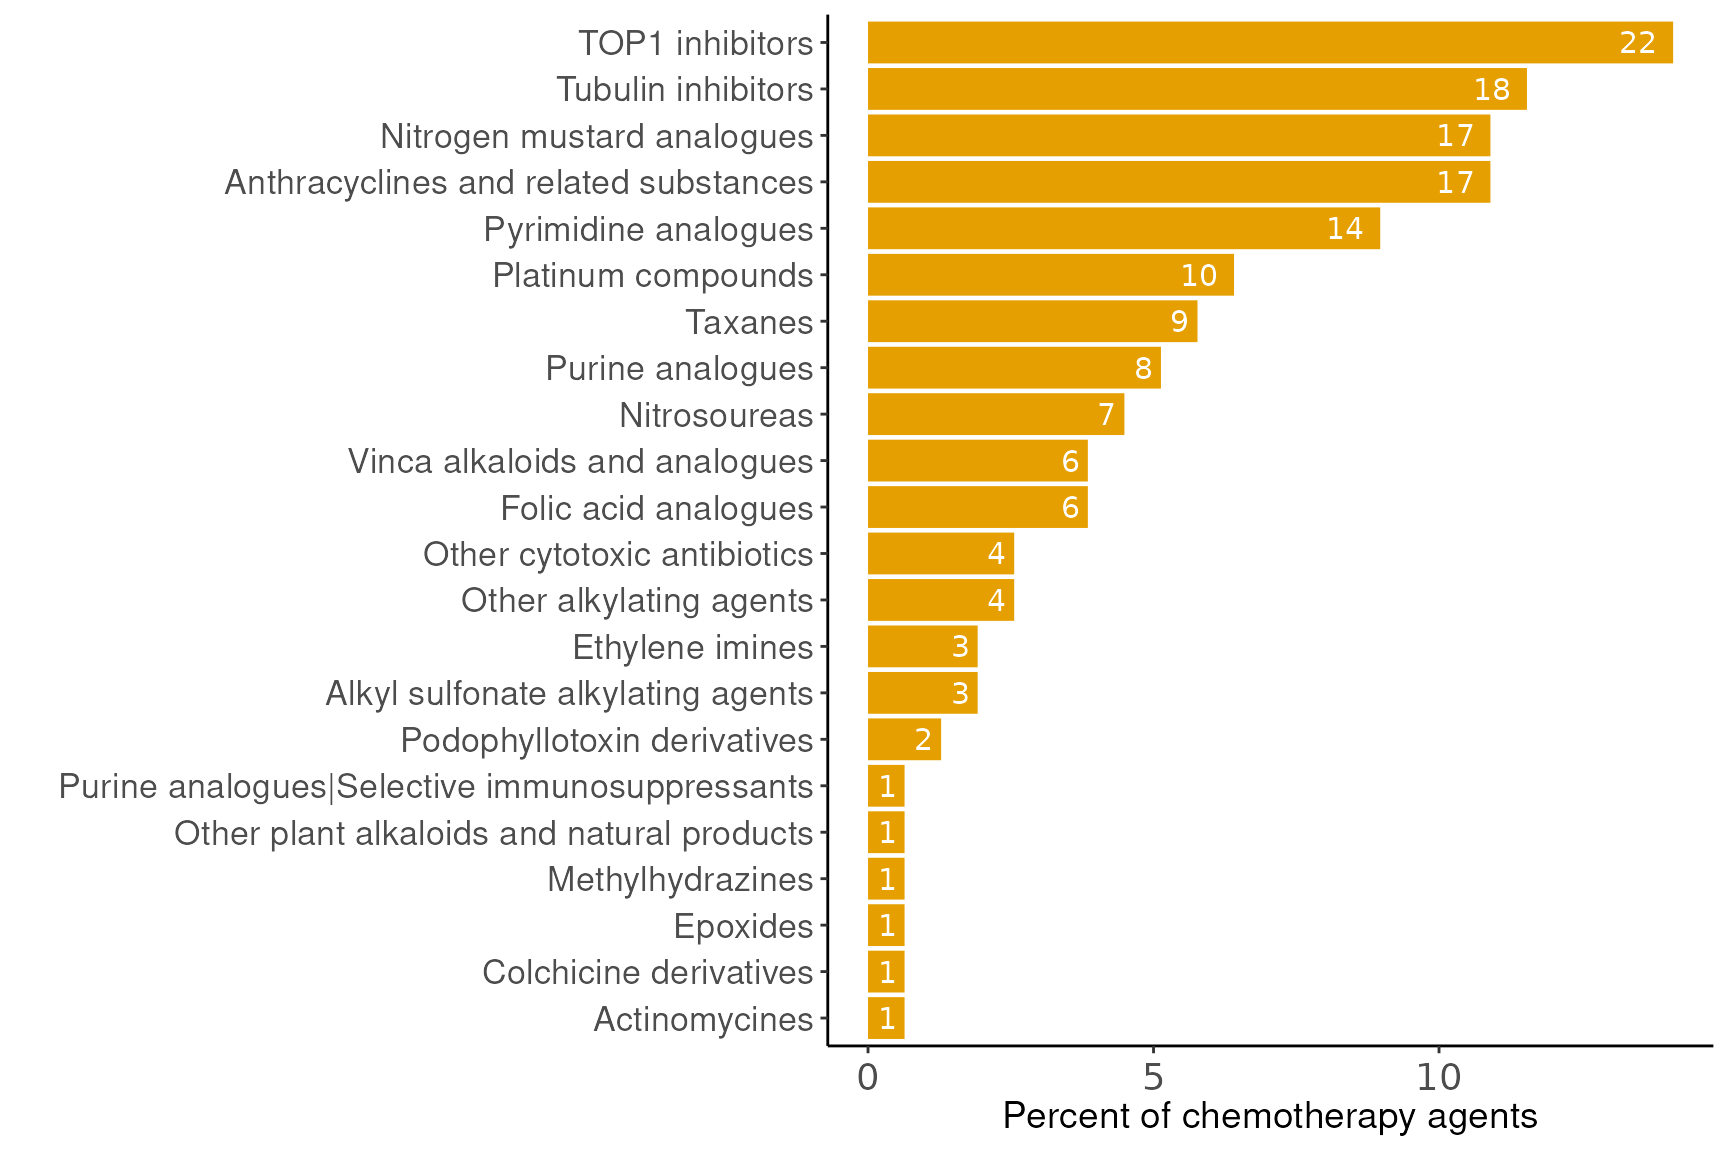 TOP1 inhibitors 22
Tubulin inhibitors 18
Nitrogen mustard analogues 17
Anthracyclines and related substances 17
Pyrimidine analogues 14
Platinum compounds 10
Taxanes 9
Purine analogues 8
Nitrosoureas 7
Vinca alkaloids and analogues 6
Folic acid analogues 6
Other cytotoxic antibiotics 4
Other alkylating agents 4
Ethylene imines 3
Alkyl sulfonate alkylating agents 3
Podophyllotoxin derivatives 2
Purine analogues|Selective immunosuppressants 1
Other plant alkaloids and natural products 1
Methylhydrazines 1
Epoxides 1
Colchicine derivatives 1
Actinomycines 1
0 5 10
Percent of chemotherapy agents